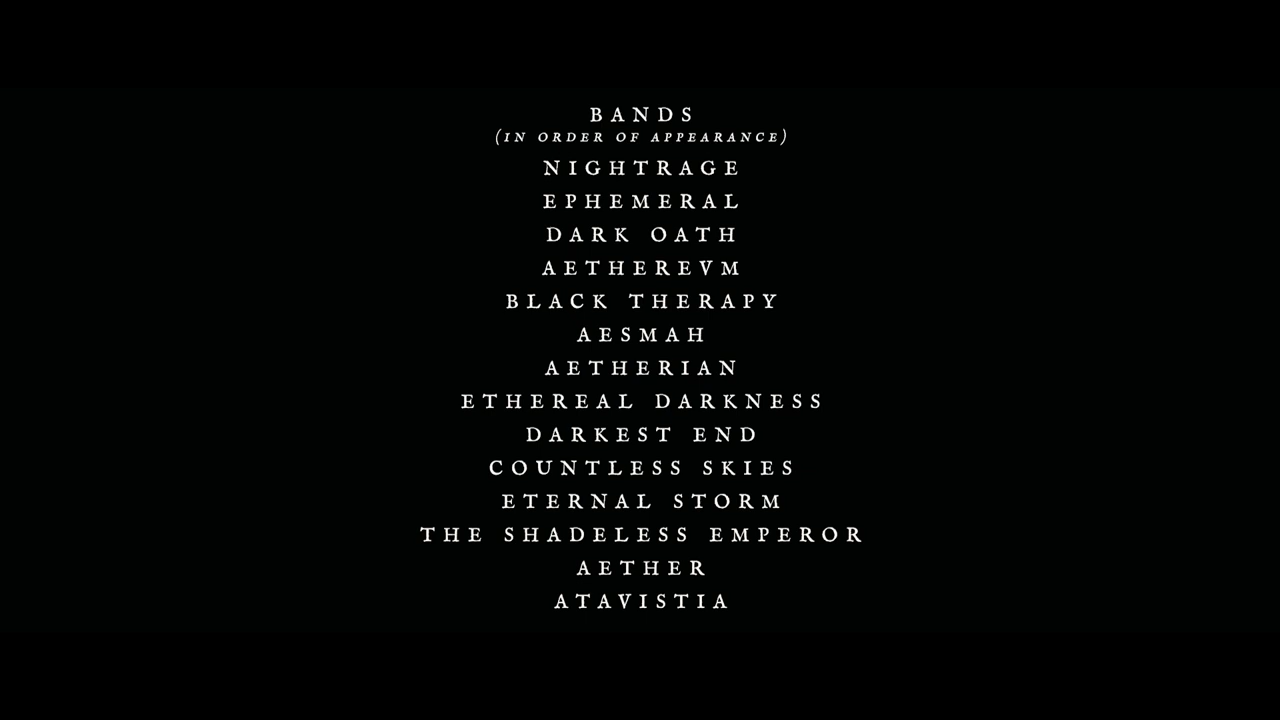 BANDS
(IN ORDER OF APPEARANCE)
NIGHTRAGE
EPHEMERAL
DARK OATH
AETHEREVM
BLACK THERAPY
AESMAH
AETHERIAN
ETHEREAL DARKNESS
DARKEST END
COUNTLESS SKIES
ETERNAL STORM
THE SHADELESS EMPEROR
AETHER
ATAVISTIA